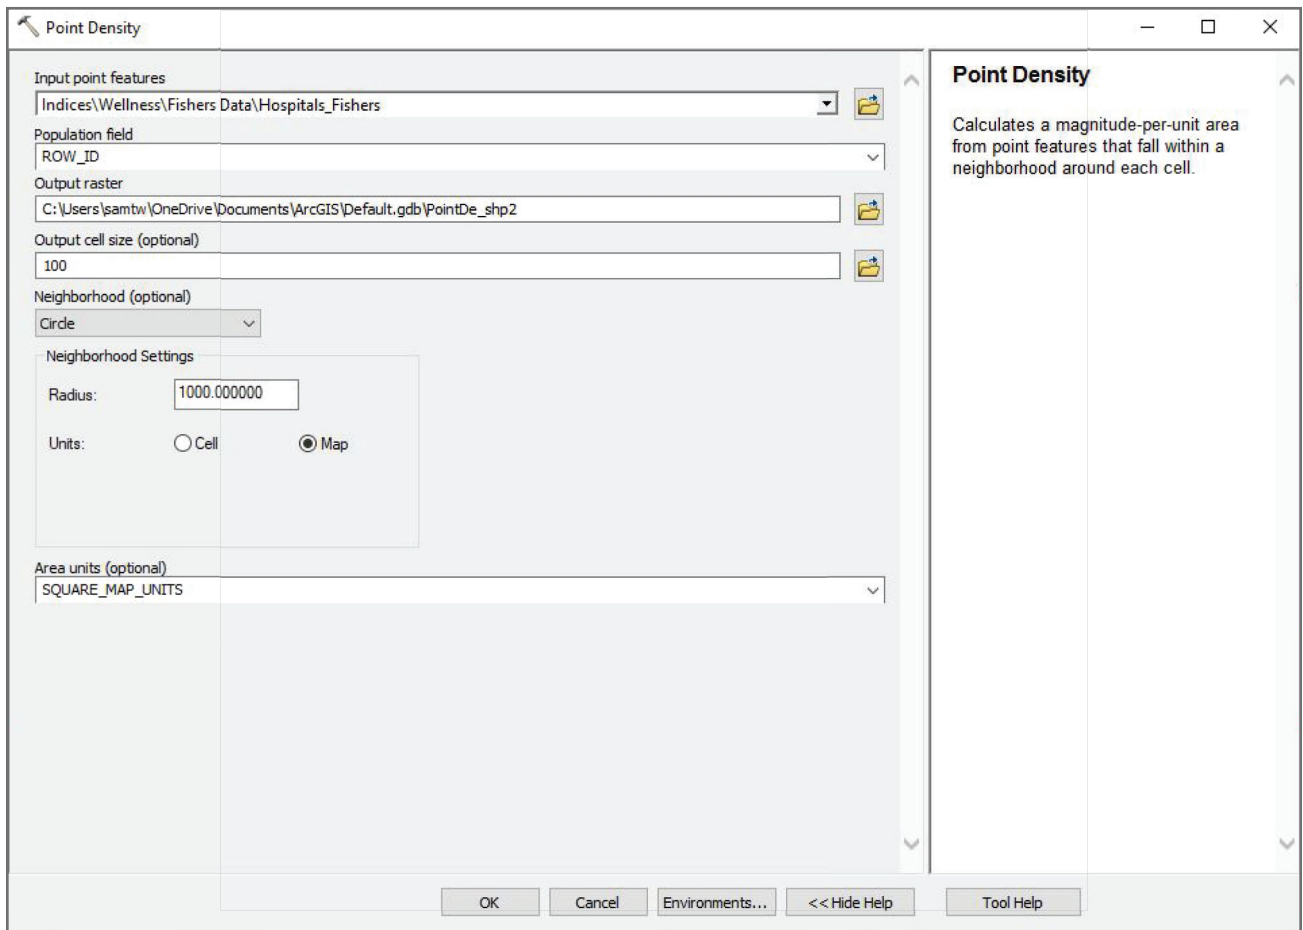 Point Density
Input point features
Indices\Wellness\Fishers Data\Hospitals_Fishers
Population field
ROW_ID
Output raster
C:\Users\samtw\OneDrive\Documents\ArcGIS\Default.gdb\PointDe_shp2
Output cell size (optional)
100
Neighborhood (optional)
Circle
Neighborhood Settings
Radius: 1000.000000
Units: Cell Map
Area units (optional)
SQUARE_MAP_UNITS
Point Density
Calculates a magnitude-per-unit area
from point features that fall within a
neighborhood around each cell.
OK Cancel Environments... << Hide Help Tool Help